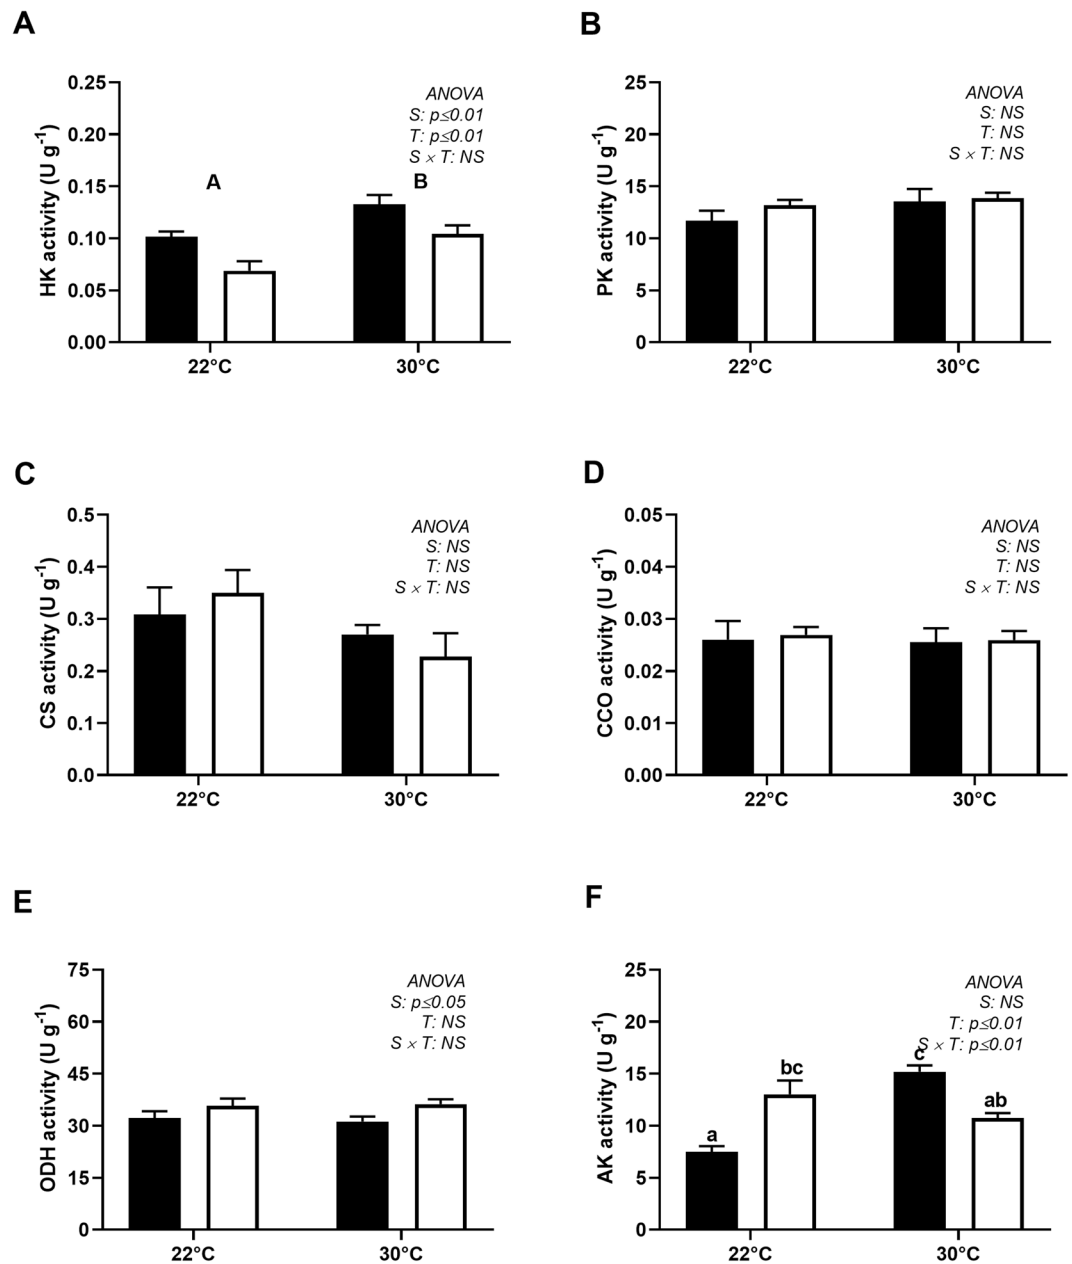 A
HK activity (U g-1)
0.25
0.20
0.15
0.10
0.05
0.00
ANOVA
S: p≤0.01
T: p≤0.01
S × T: NS
A
B
22°C
30°C
B
PK activity (U g-1)
25
20
15
10
5
0
ANOVA
S: NS
T: NS
S × T: NS
22°C
30°C
C
CS activity (U g-1)
0.5
0.4
0.3
0.2
0.1
0.0
ANOVA
S: NS
T: NS
S × T: NS
22°C
30°C
D
CCO activity (U g-1)
0.05
0.04
0.03
0.02
0.01
0.00
ANOVA
S: NS
T: NS
S × T: NS
22°C
30°C
E
ODH activity (U g-1)
75
60
45
30
15
0
ANOVA
S: p≤0.05
T: NS
S × T: NS
22°C
30°C
F
AK activity (U g-1)
25
20
15
10
5
0
ANOVA
S: NS
T: p≤0.01
S × T: p≤0.01
a
bc
c
ab
22°C
30°C